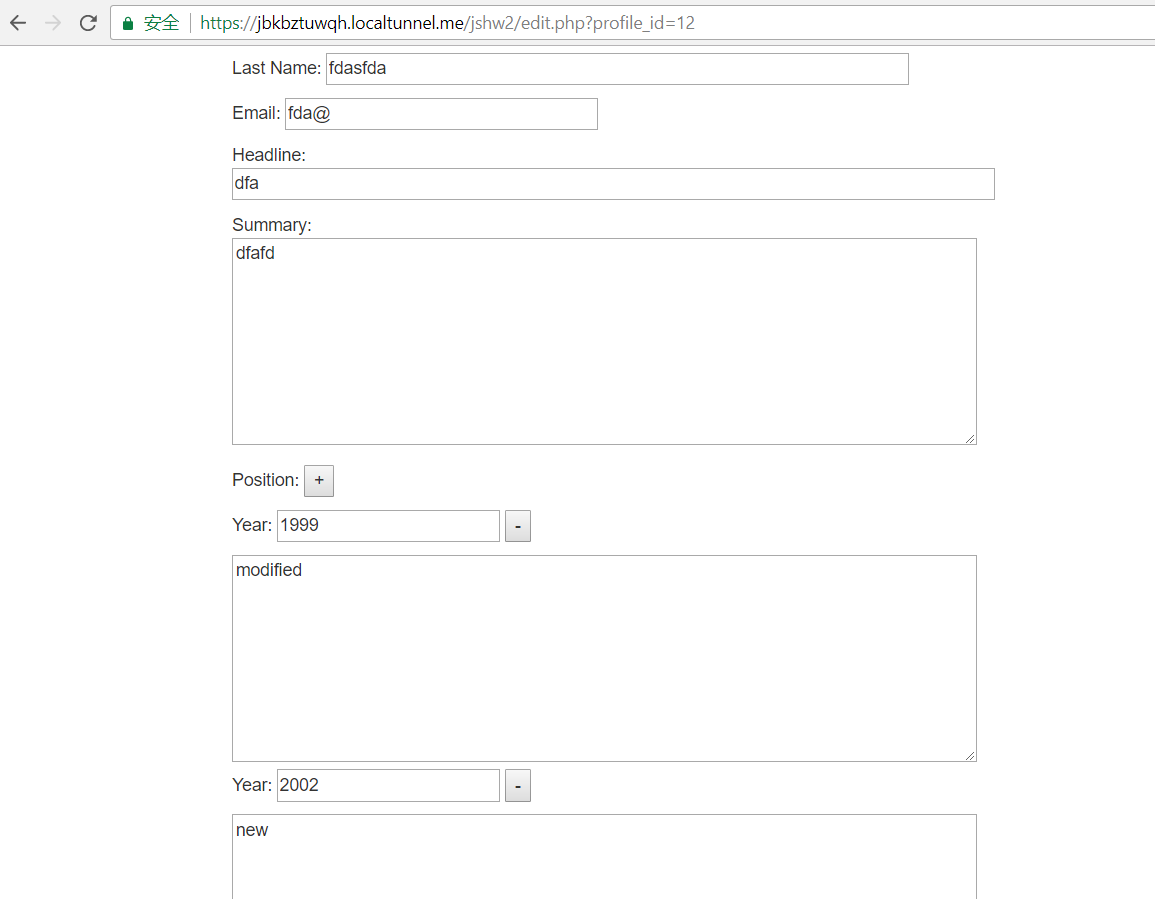 安全 https://jbkbztuwqh.localtunnel.me/jshw2/edit.php?profile_id=12
Last Name: fdasfda
Email: fda@
Headline:
dfa
Summary:
dfafd
Position: +
Year: 1999 -
modified
Year: 2002 -
new